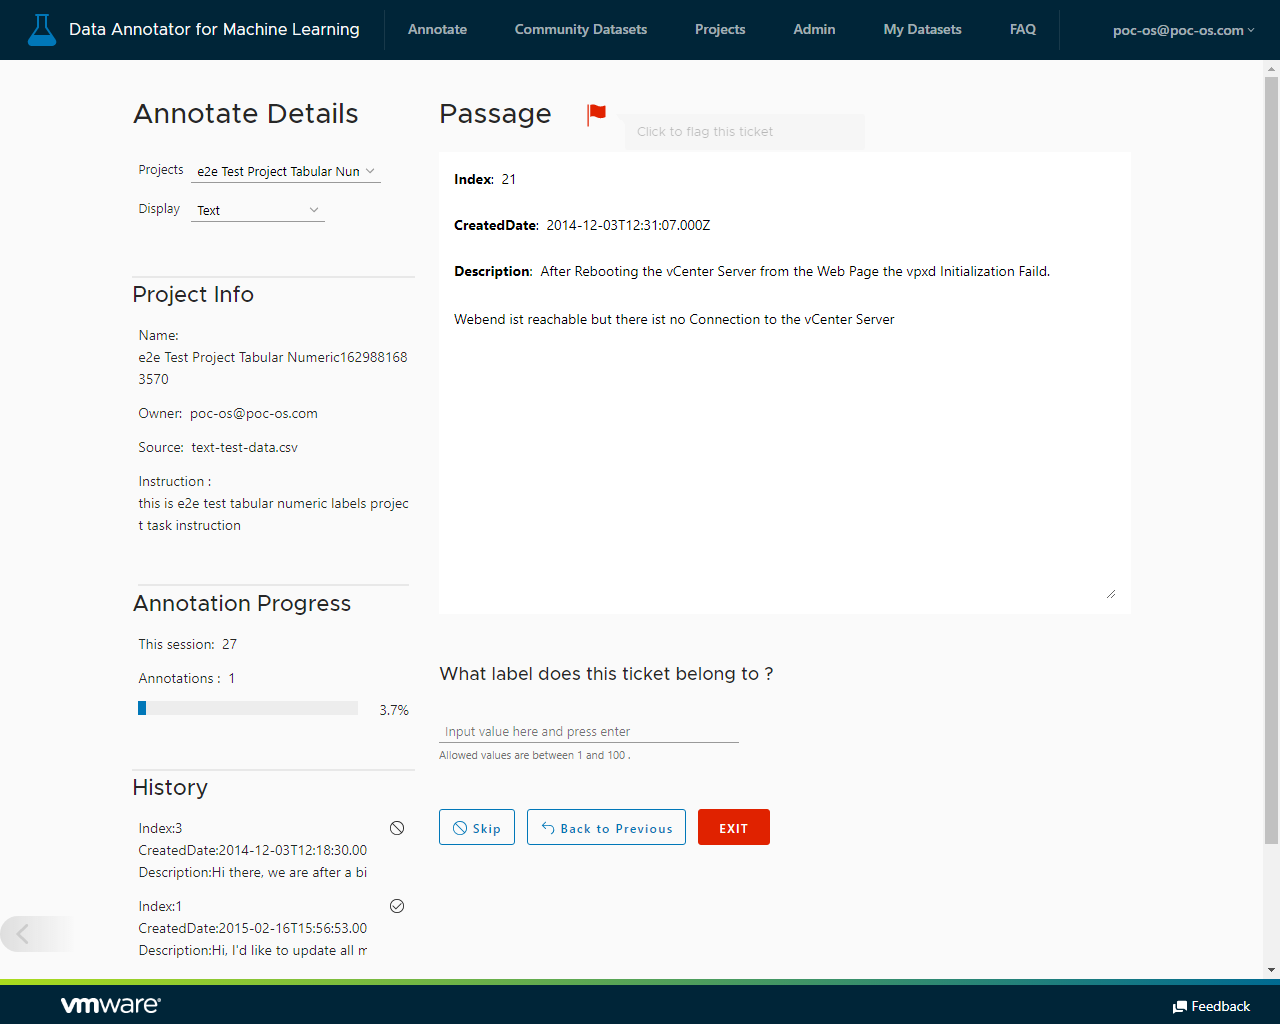 Data Annotator for Machine Learning
Annotate
Community Datasets
Projects
Admin
My Datasets
FAQ
poc-os@poc-os.com
Annotate Details
Projects
e2e Test Project Tabular Nun
Display
Text
Project Info
Name:
e2e Test Project Tabular Numeric162988168
3570
Owner: poc-os@poc-os.com
Source: text-test-data.csv
Instruction :
this is e2e test tabular numeric labels projec
t task instruction
Annotation Progress
This session: 27
Annotations : 1
3.7%
History
Index:3
CreatedDate:2014-12-03T12:18:30.00
Description:Hi there, we are after a bi
Index:1
CreatedDate:2015-02-16T15:56:53.00
Description:Hi, I'd like to update all m
Passage
Click to flag this ticket
Index: 21
CreatedDate: 2014-12-03T12:31:07.000Z
Description: After Rebooting the vCenter Server from the Web Page the vpxd Initialization Faild.
Webend ist reachable but there ist no Connection to the vCenter Server
What label does this ticket belong to ?
Input value here and press enter
Allowed values are between 1 and 100 .
Skip
Back to Previous
EXIT
vmware
Feedback